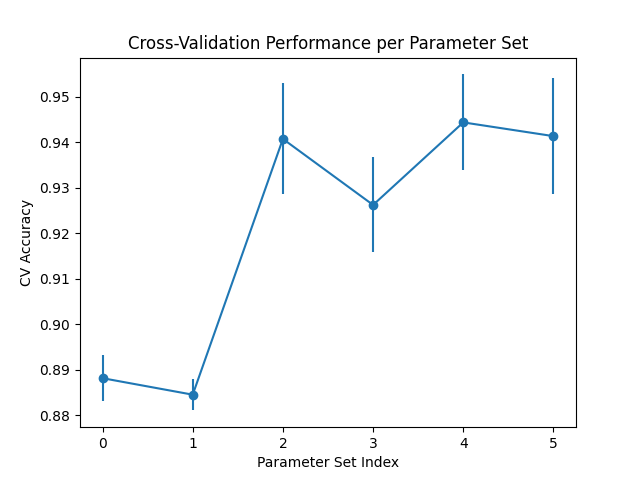 Cross-Validation Performance per Parameter Set
0.95
0.94
0.93
0.92
0.91
0.90
0.89
0.88
CV Accuracy
0 1 2 3 4 5
Parameter Set Index